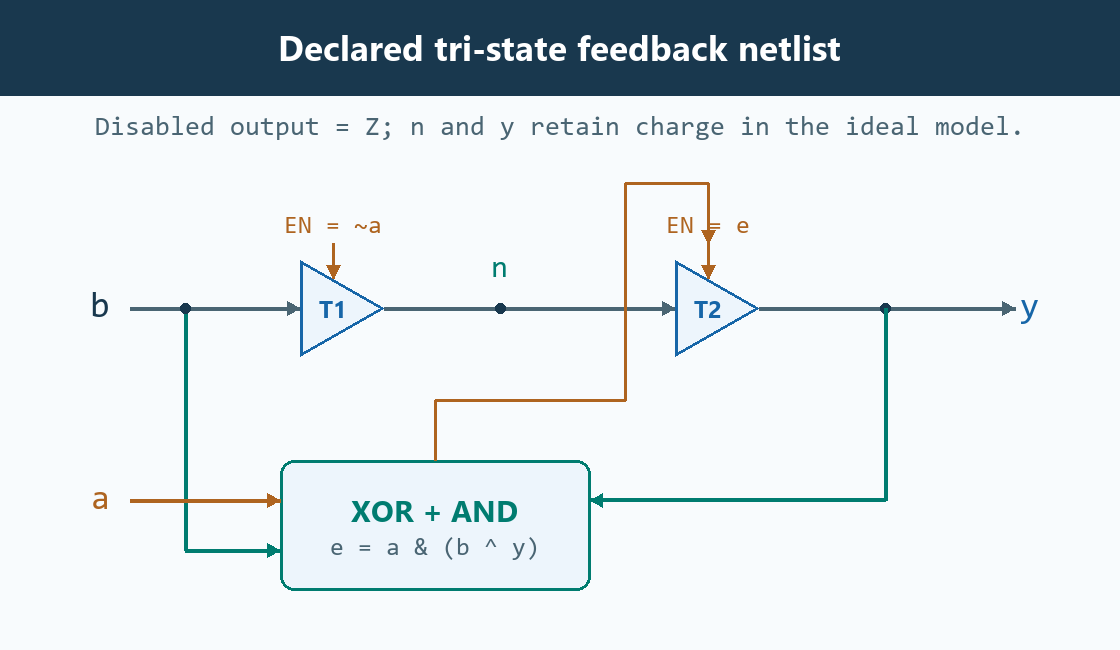 Declared tri-state feedback netlist
Disabled output = Z; n and y retain charge in the ideal model.
EN = ~a
EN = e
n
b
T1
T2
y
a
XOR + AND
e = a & (b ^ y)